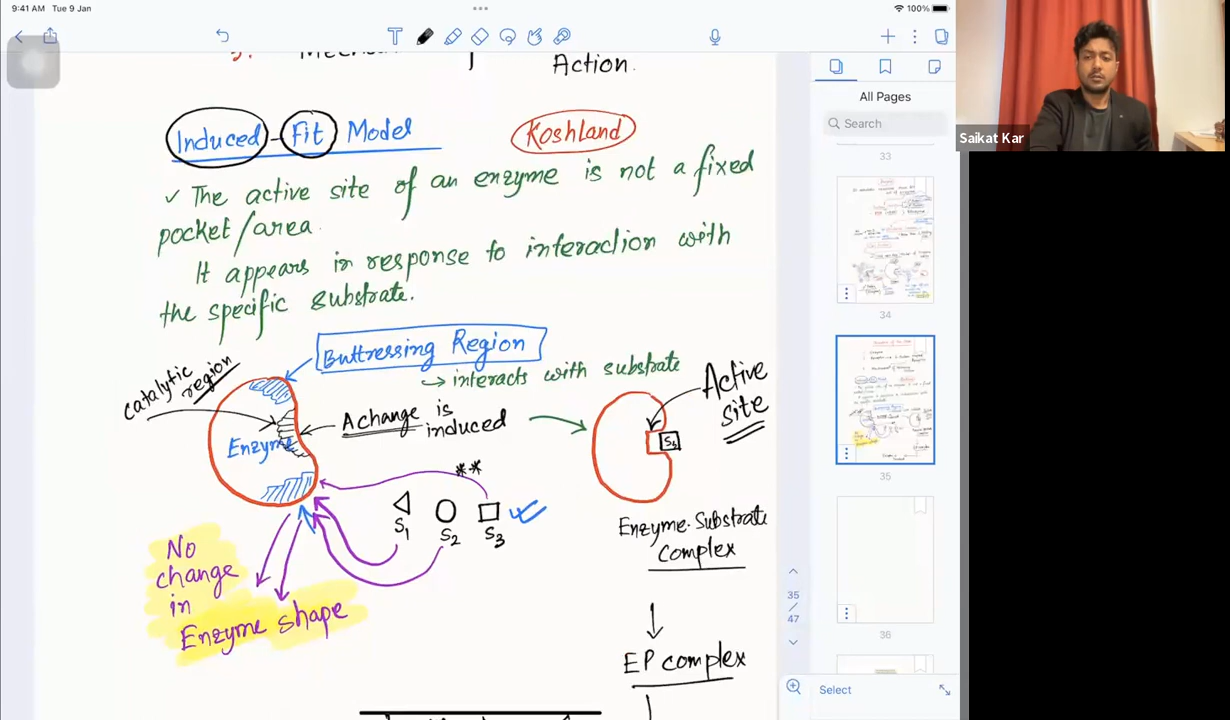 9:41 AM Tue 9 Jan
100%
Action.
Induced-Fit Model
Koshland
✓ The active site of an enzyme is not a fixed
pocket/area.
It appears in response to interaction with
the specific substrate.
Buttressing Region
↪ interacts with substrate
catalytic
region
Enzyme
A change is
induced
Active
site
S₃
**
S₁
S₂
S₃
Enzyme-Substrate
complex
No
change
in
Enzyme shape
EP complex
All Pages
Search
33
34
35
36
35
/
47
Select
Saikat Kar